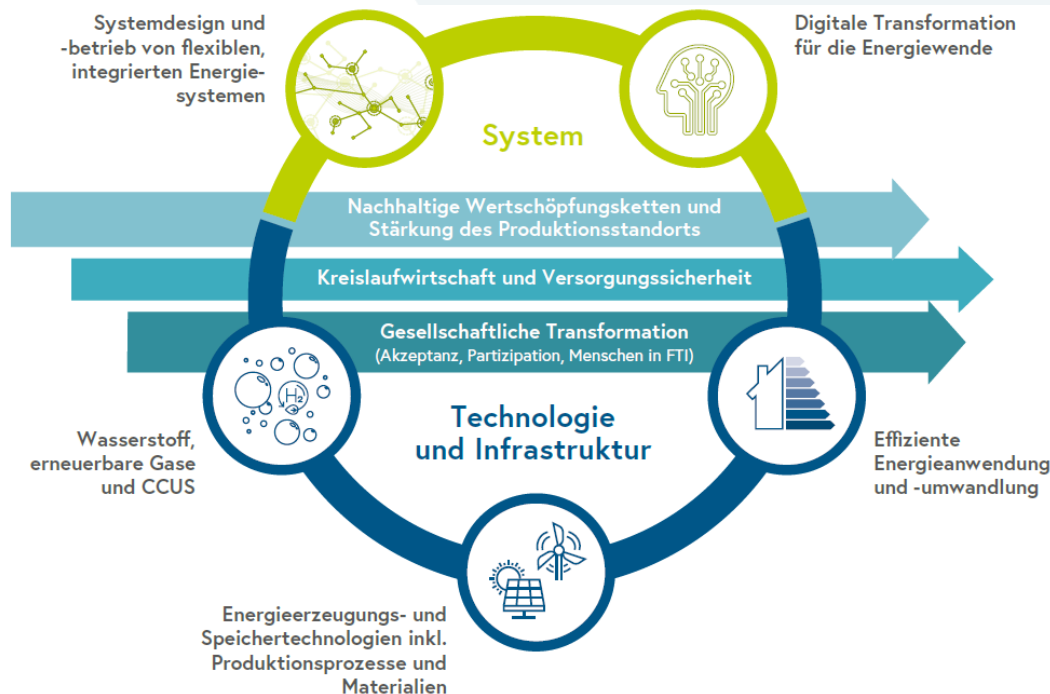 Systemdesign und
-betrieb von flexiblen,
integrierten Energie-
systemen
Digitale Transformation
für die Energiewende
System
Nachhaltige Wertschöpfungsketten und
Stärkung des Produktionsstandorts
Kreislaufwirtschaft und Versorgungssicherheit
Gesellschaftliche Transformation
(Akzeptanz, Partizipation, Menschen in FTI)
H₂
Technologie
und Infrastruktur
Wasserstoff,
erneuerbare Gase
und CCUS
Effiziente
Energieanwendung
und -umwandlung
Energieerzeugungs- und
Speichertechnologien inkl.
Produktionsprozesse und
Materialien